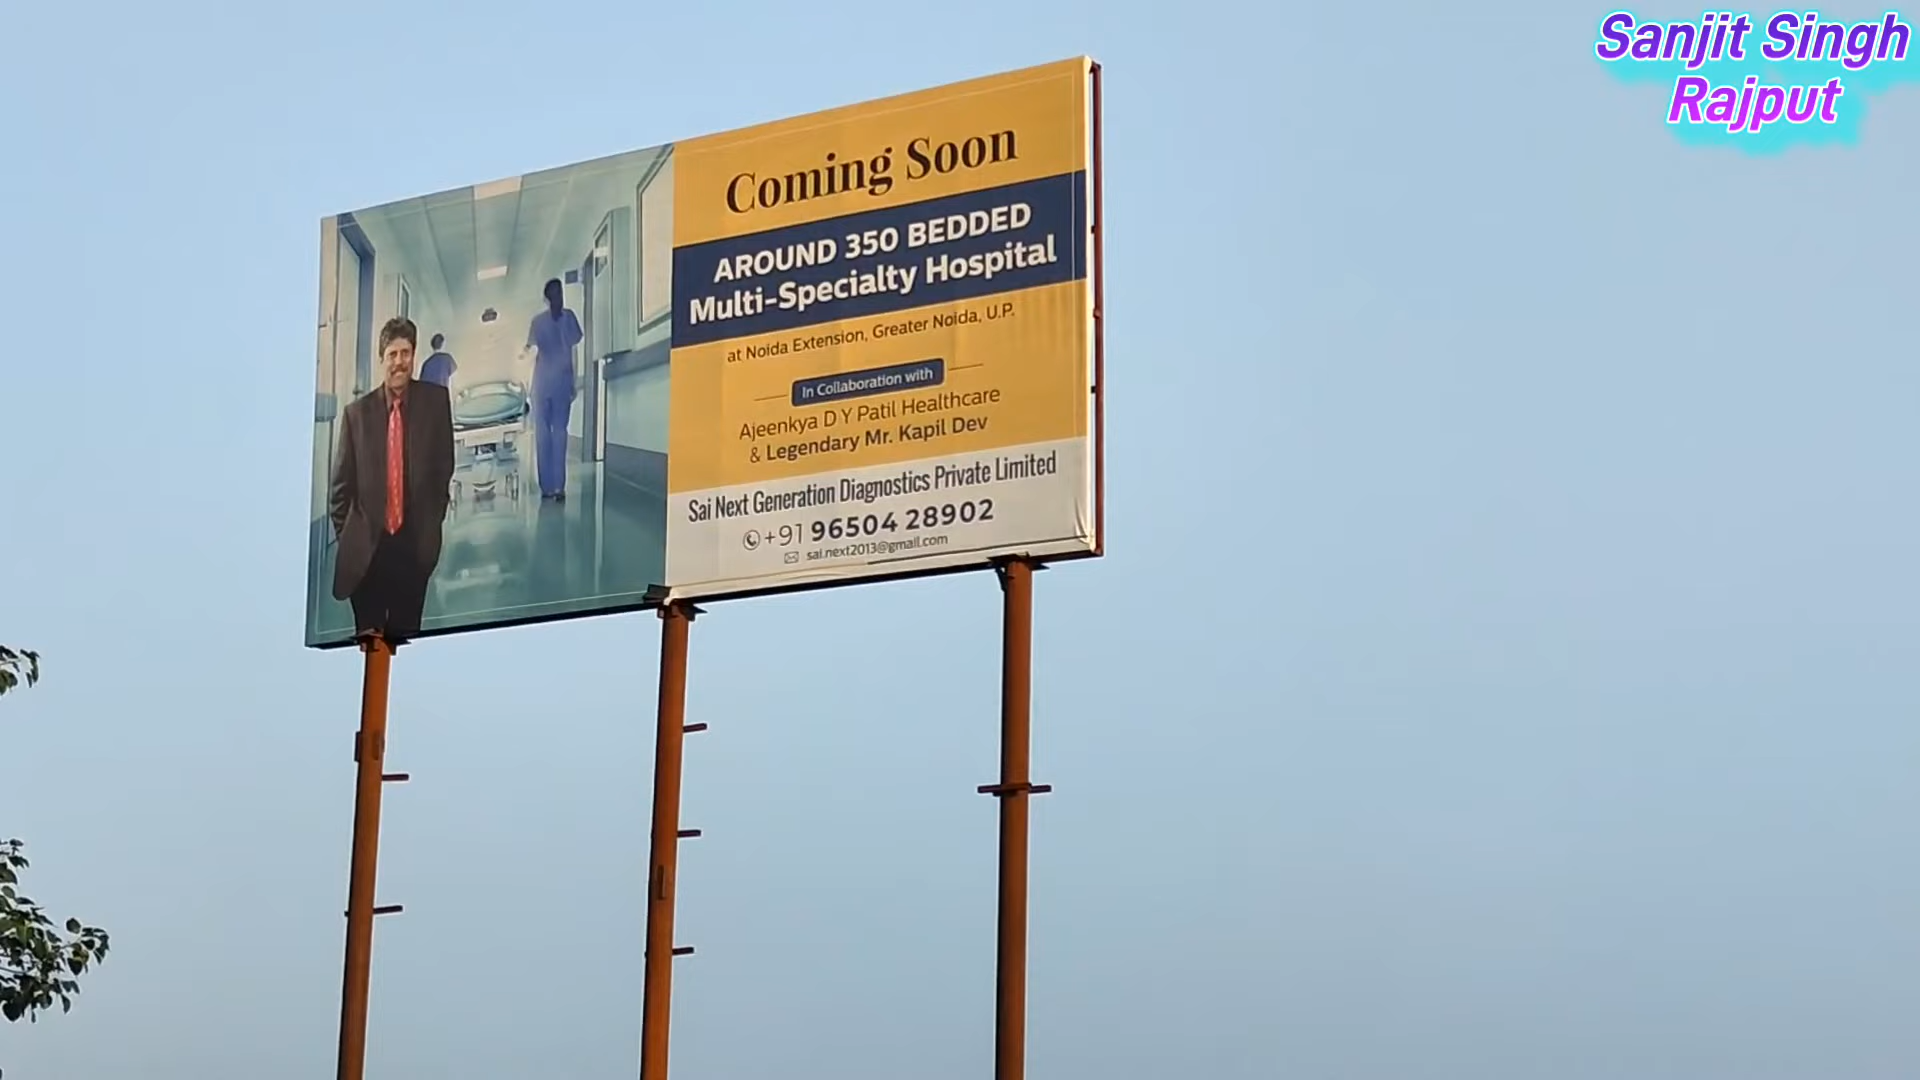 Sanjit Singh
Rajput
Coming Soon
AROUND 350 BEDDED
Multi-Specialty Hospital
at Noida Extension, Greater Noida, U.P.
In Collaboration with
Ajeenkya D Y Patil Healthcare
& Legendary Mr. Kapil Dev
Sai Next Generation Diagnostics Private Limited
+91 96504 28902
sai.next2013@gmail.com